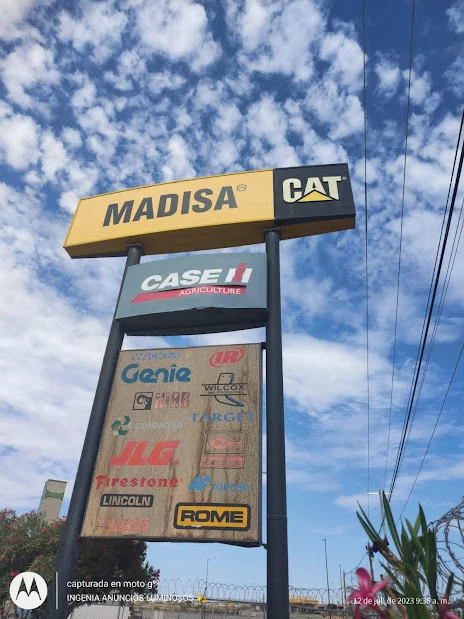 MADISA CAT
CASE IH
AGRICULTURE
WACKER
Genie IR
WILCOX
TARGET
JLG
Firestone
LINCOLN
ROME
capturada en moto g
INGENIA ANUNCIOS LUMINOSOS
12 de jul. de 2023 9:36 a. m.